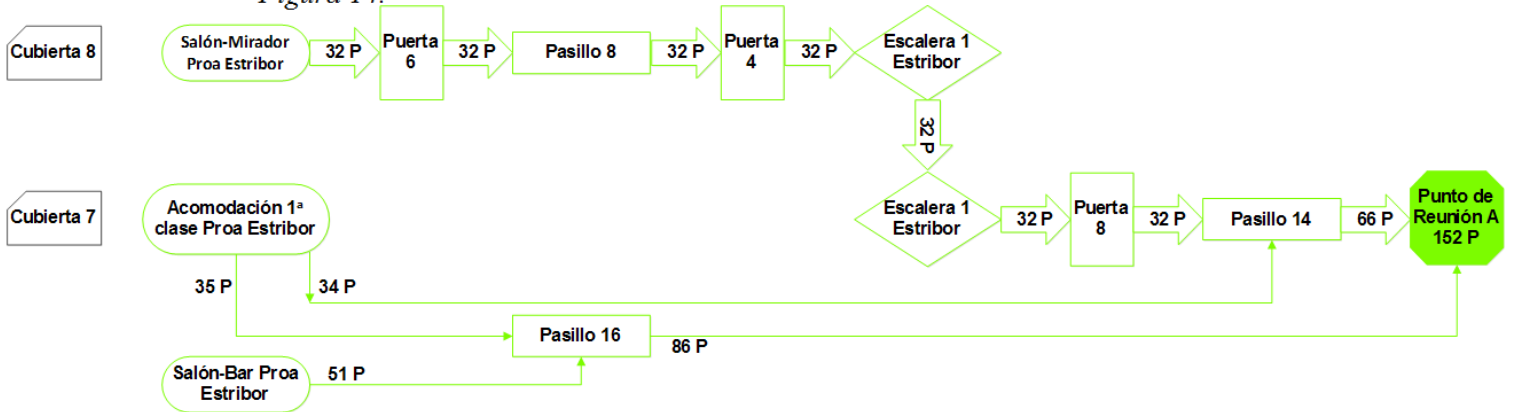 Figura 14.
Cubierta 8
Salón-Mirador
Proa Estribor
32 P
Puerta
6
32 P
Pasillo 8
32 P
Puerta
4
32 P
Escalera 1
Estribor
32 P
Cubierta 7
Acomodación 1ª
clase Proa Estribor
Escalera 1
Estribor
32 P
Puerta
8
32 P
Pasillo 14
66 P
Punto de
Reunión A
152 P
35 P
34 P
Pasillo 16
86 P
Salón-Bar Proa
Estribor
51 P